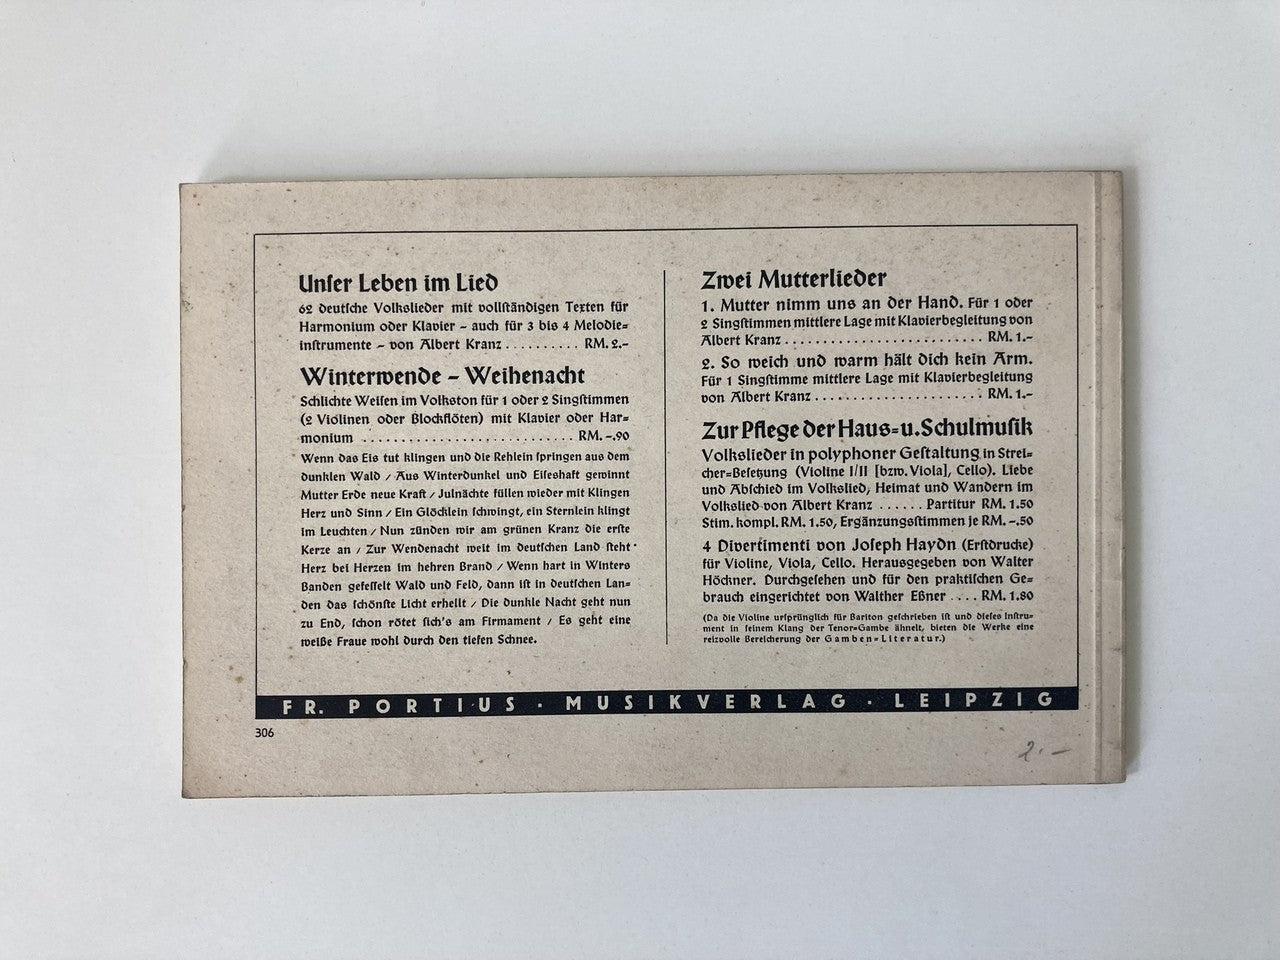 Unſer Leben im Lied
62 deutſche Volkslieder mit vollſtändigen Texten für
Harmonium oder Klavier – auch für 3 bis 4 Melodie=
inſtrumente – von Albert Kranz .......... RM. 2.–
Winterwende – Weihenacht
Schlichte Weiſen im Volkston für 1 oder 2 Singſtimmen
(2 Violinen oder Blockflöten) mit Klavier oder Har=
monium ........................... RM. –.90
Wenn das Eis tut klingen und die Rehlein ſpringen aus dem
dunklen Wald / Aus Winterdunkel und Eiſeshaft gewinnt
Mutter Erde neue Kraft / Julnächte füllen wieder mit Klingen
Herz und Sinn / Ein Glöcklein ſchwingt, ein Sternlein klingt
im Leuchten / Nun zünden wir am grünen Kranz die erſte
Kerze an / Zur Wendenacht weit im deutſchen Land ſteht
Herz bei Herzen im hehren Brand / Wenn hart in Winters
Banden gefeſſelt Wald und Feld, dann iſt in deutſchen Lan=
den das ſchönſte Licht erhellt / Die dunkle Nacht geht nun
zu End, ſchon rötet ſich's am Firmament / Es geht eine
weiße Fraue wohl durch den tiefen Schnee.
Zwei Mutterlieder
1. Mutter nimm uns an der Hand. Für 1 oder
2 Singſtimmen mittlere Lage mit Klavierbegleitung von
Albert Kranz ......................... RM. 1.–
2. So weich und warm hält dich kein Arm.
Für 1 Singſtimme mittlere Lage mit Klavierbegleitung
von Albert Kranz ...................... RM. 1.–
Zur Pflege der Haus= u. Schulmuſik
Volkslieder in polyphoner Geſtaltung in Strei=
cher=Beſetzung (Violine I/II [bzw. Viola], Cello). Liebe
und Abſchied im Volkslied, Heimat und Wandern im
Volkslied von Albert Kranz ...... Partitur RM. 1.50
Stim. kompl. RM. 1.50, Ergänzungsſtimmen je RM. –.50
4 Divertimenti von Joſeph Haydn (Erſtdrucke)
für Violine, Viola, Cello. Herausgegeben von Walter
Höckner. Durchgeſehen und für den praktiſchen Ge=
brauch eingerichtet von Walther Eßner .... RM. 1.80
(Da die Violine urſprünglich für Bariton geſchrieben iſt und dieſes Inſtru=
ment in ſeinem Klang der Tenor=Gambe ähnelt, bieten die Werke eine
reizvolle Bereicherung der Gamben=Literatur.)
FR. PORTIUS · MUSIKVERLAG · LEIPZIG
306
2.–